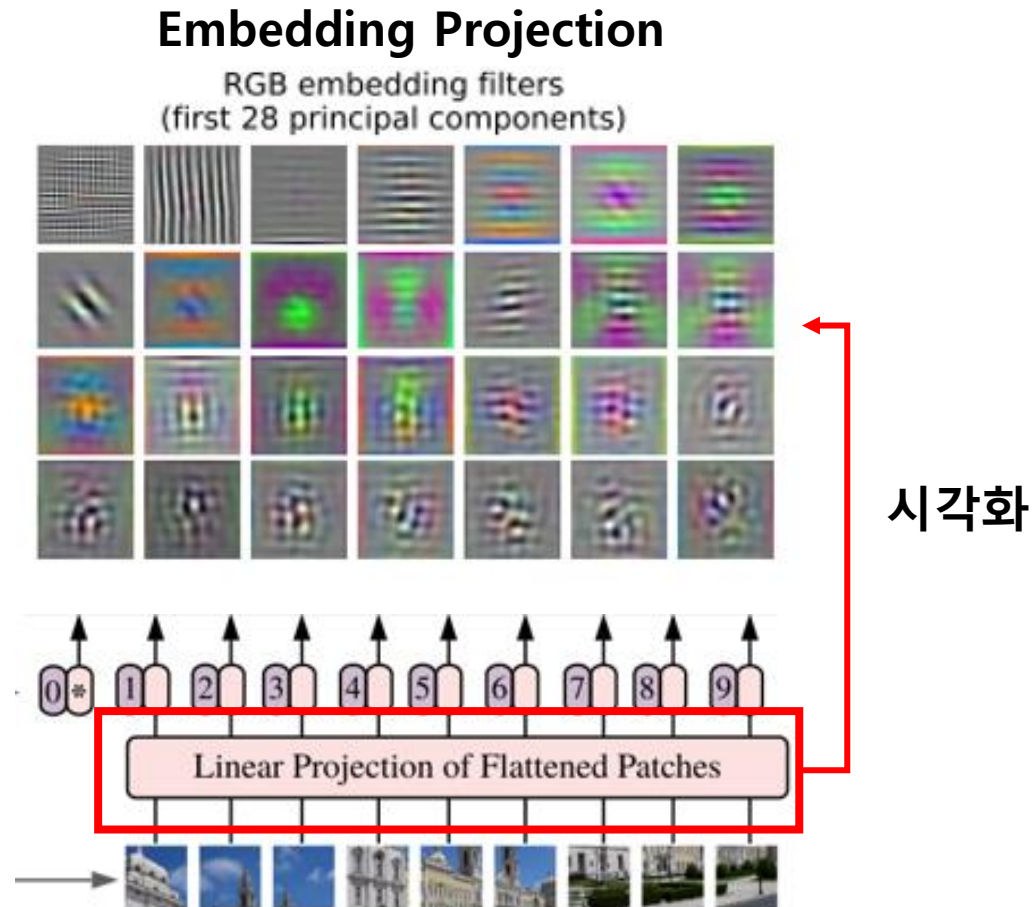 Embedding Projection
RGB embedding filters
(first 28 principal components)
시각화
0 * 1 2 3 4 5 6 7 8 9
Linear Projection of Flattened Patches